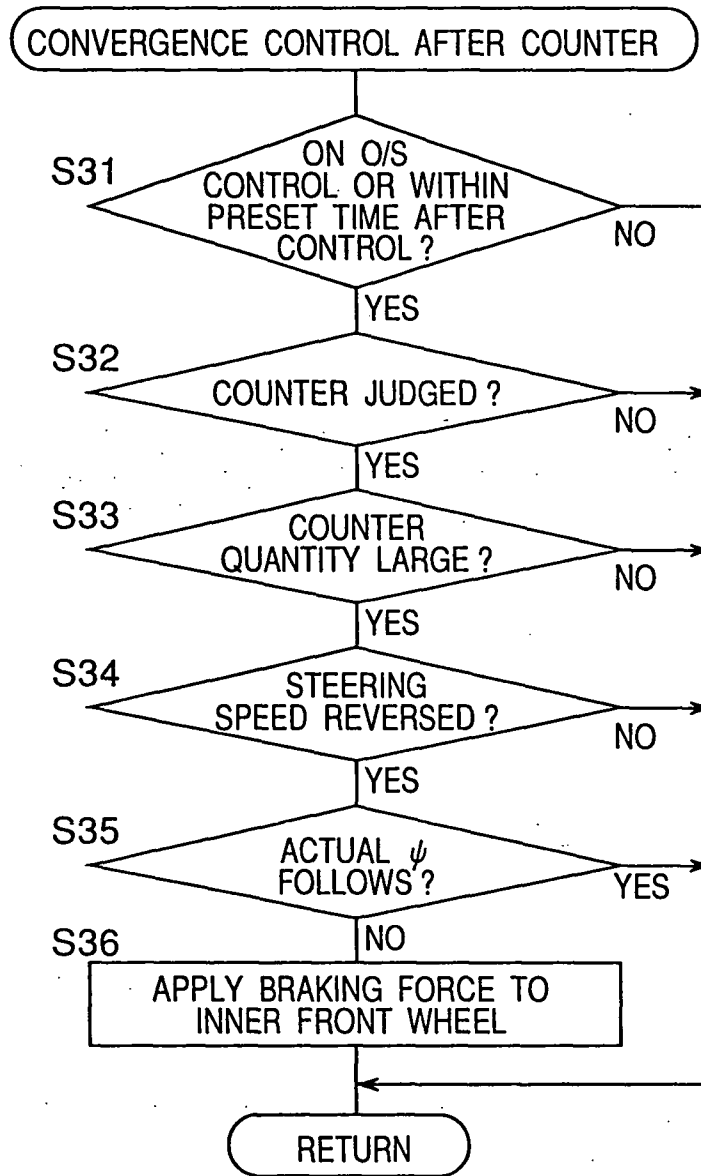 CONVERGENCE CONTROL AFTER COUNTER
S31
ON O/S
CONTROL OR WITHIN
PRESET TIME AFTER
CONTROL ?
NO
YES
S32
COUNTER JUDGED ?
NO
YES
S33
COUNTER
QUANTITY LARGE ?
NO
YES
S34
STEERING
SPEED REVERSED ?
NO
YES
S35
ACTUAL ψ
FOLLOWS ?
YES
NO
S36
APPLY BRAKING FORCE TO
INNER FRONT WHEEL
RETURN